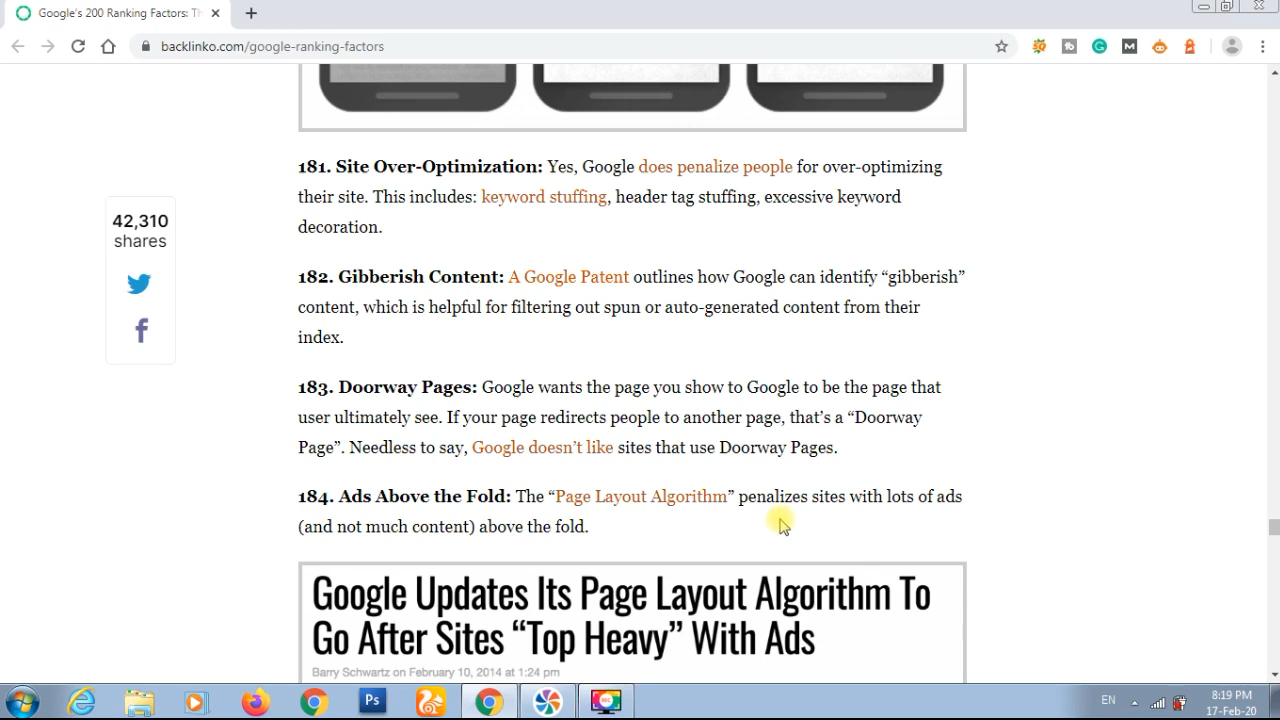 Google's 200 Ranking Factors: Th
backlinko.com/google-ranking-factors
181. Site Over-Optimization: Yes, Google does penalize people for over-optimizing
their site. This includes: keyword stuffing, header tag stuffing, excessive keyword
decoration.
42,310
shares
182. Gibberish Content: A Google Patent outlines how Google can identify “gibberish”
content, which is helpful for filtering out spun or auto-generated content from their
index.
183. Doorway Pages: Google wants the page you show to Google to be the page that
user ultimately see. If your page redirects people to another page, that’s a “Doorway
Page”. Needless to say, Google doesn’t like sites that use Doorway Pages.
184. Ads Above the Fold: The “Page Layout Algorithm” penalizes sites with lots of ads
(and not much content) above the fold.
Google Updates Its Page Layout Algorithm To
Go After Sites “Top Heavy” With Ads
Barry Schwartz on February 10, 2014 at 1:24 pm
Ps
REC
EN
8:19 PM
17-Feb-20